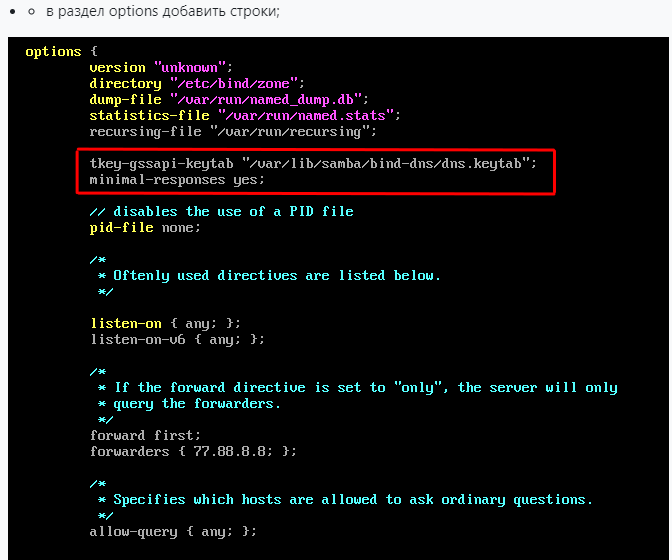 в раздел options добавить строки;
options {
version "unknown";
directory "/etc/bind/zone";
dump-file "/var/run/named_dump.db";
statistics-file "/var/run/named.stats";
recursing-file "/var/run/recursing";
tkey-gssapi-keytab "/var/lib/samba/bind-dns/dns.keytab";
minimal-responses yes;
// disables the use of a PID file
pid-file none;
/*
* Oftenly used directives are listed below.
*/
listen-on { any; };
listen-on-v6 { any; };
/*
* If the forward directive is set to "only", the server will only
* query the forwarders.
*/
forward first;
forwarders { 77.88.8.8; };
/*
* Specifies which hosts are allowed to ask ordinary questions.
*/
allow-query { any; };